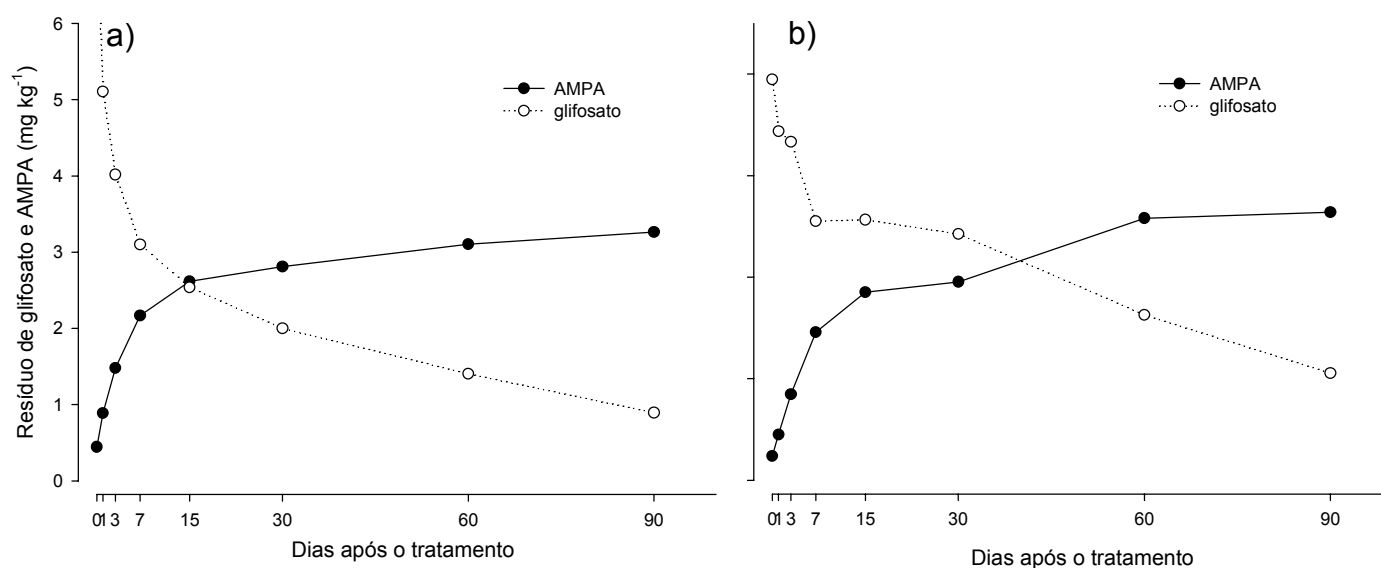 a)
6
5
4
3
2
1
0
Resíduo de glifosato e AMPA (mg kg⁻¹)
AMPA
glifosato
0 1 3 7 15 30 60 90
Dias após o tratamento
b)
AMPA
glifosato
0 1 3 7 15 30 60 90
Dias após o tratamento